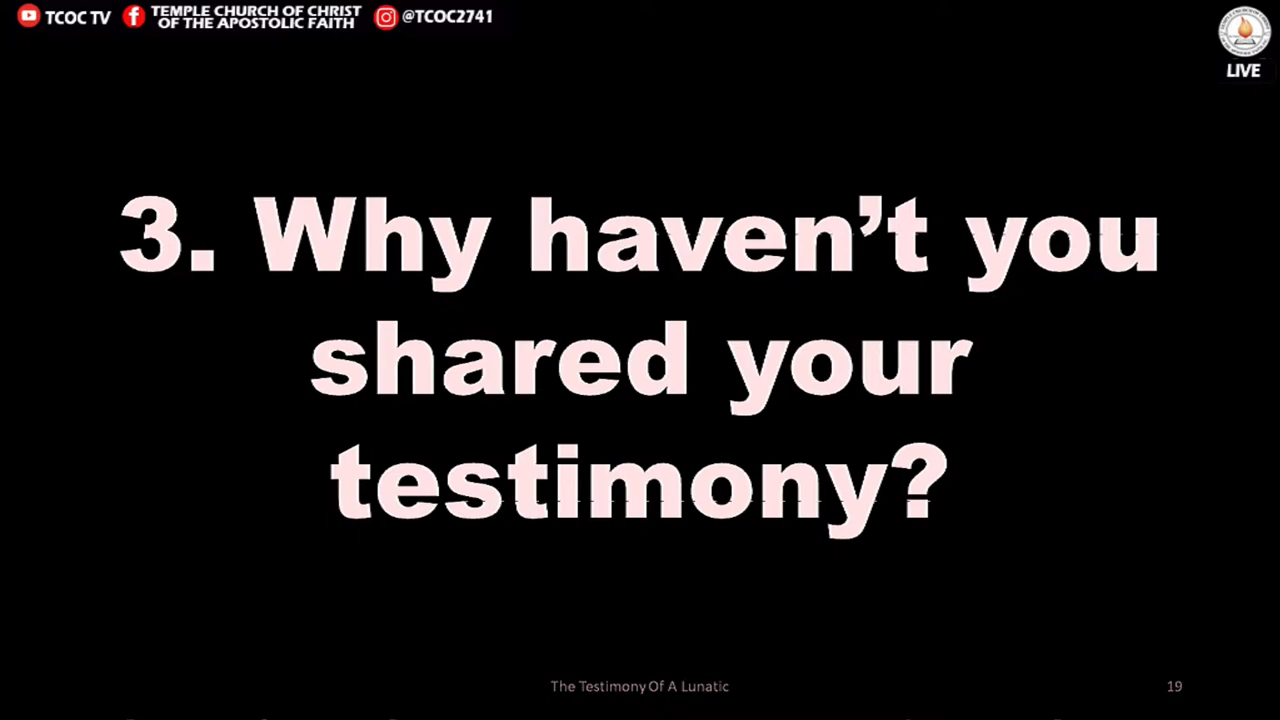 TCOC TV
TEMPLE CHURCH OF CHRIST
OF THE APOSTOLIC FAITH
@TCOC2741
LIVE
3. Why haven’t you
shared your
testimony?
The Testimony Of A Lunatic
19